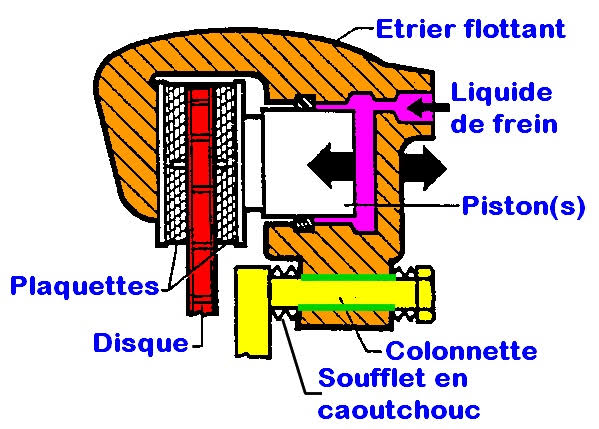 Etrier flottant
Liquide
de frein
Piston(s)
Plaquettes
Disque
Colonnette
Soufflet en
caoutchouc